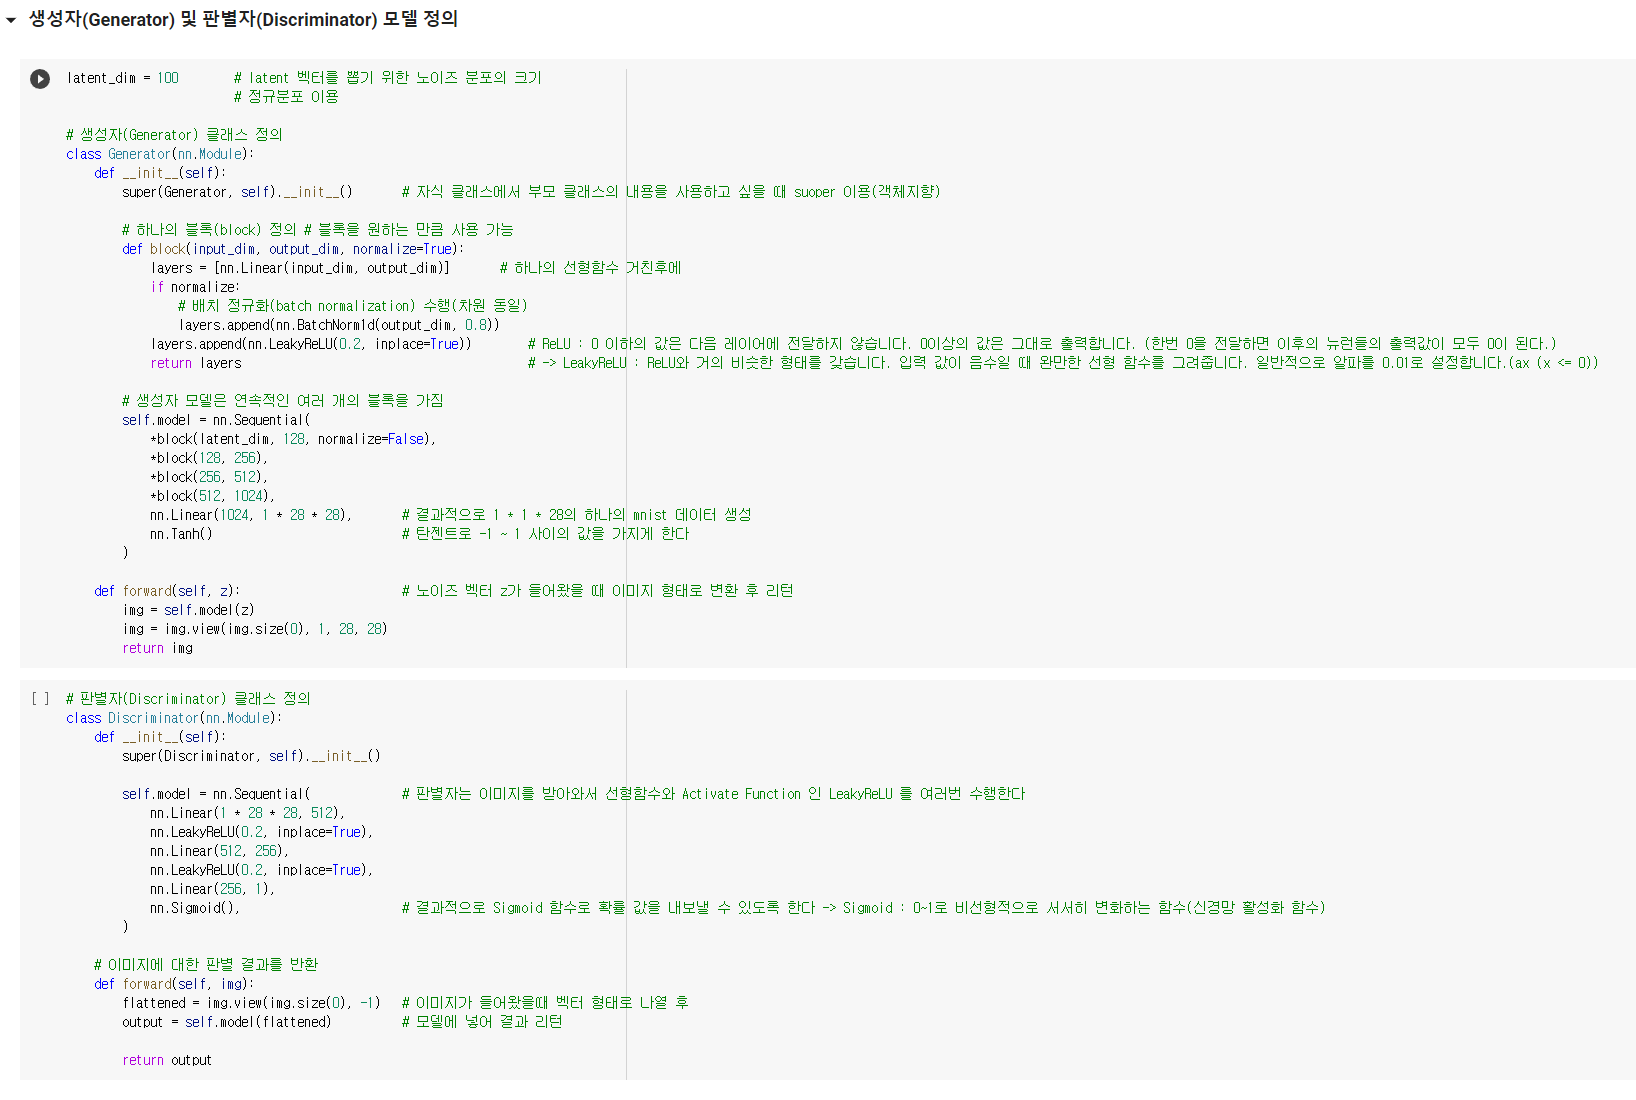 생성자(Generator) 및 판별자(Discriminator) 모델 정의
latent_dim = 100        # latent 벡터를 뽑기 위한 노이즈 분포의 크기
                        # 정규분포 이용

# 생성자(Generator) 클래스 정의
class Generator(nn.Module):
    def __init__(self):
        super(Generator, self).__init__()       # 자식 클래스에서 부모 클래스의 내용을 사용하고 싶을 때 suoper 이용(객체지향)

        # 하나의 블록(block) 정의 # 블록을 원하는 만큼 사용 가능
        def block(input_dim, output_dim, normalize=True):
            layers = [nn.Linear(input_dim, output_dim)]       # 하나의 선형함수 거친후에
            if normalize:
                # 배치 정규화(batch normalization) 수행(차원 동일)
                layers.append(nn.BatchNorm1d(output_dim, 0.8))
            layers.append(nn.LeakyReLU(0.2, inplace=True))        # ReLU : 0 이하의 값은 다음 레이어에 전달하지 않습니다. 0이상의 값은 그대로 출력합니다. (한번 0을 전달하면 이후의 뉴런들의 출력값이 모두 0이 된다.)
            return layers                                         # -> LeakyReLU : ReLU와 거의 비슷한 형태를 갖습니다. 입력 값이 음수일 때 완만한 선형 함수를 그려줍니다. 일반적으로 알파를 0.01로 설정합니다.(ax (x <= 0))

        # 생성자 모델은 연속적인 여러 개의 블록을 가짐
        self.model = nn.Sequential(
            *block(latent_dim, 128, normalize=False),
            *block(128, 256),
            *block(256, 512),
            *block(512, 1024),
            nn.Linear(1024, 1 * 28 * 28),       # 결과적으로 1 * 1 * 28의 하나의 mnist 데이터 생성
            nn.Tanh()                           # 탄젠트로 -1 ~ 1 사이의 값을 가지게 한다
        )

    def forward(self, z):                       # 노이즈 벡터 z가 들어왔을 때 이미지 형태로 변환 후 리턴
        img = self.model(z)
        img = img.view(img.size(0), 1, 28, 28)
        return img
[ ] # 판별자(Discriminator) 클래스 정의
class Discriminator(nn.Module):
    def __init__(self):
        super(Discriminator, self).__init__()

        self.model = nn.Sequential(             # 판별자는 이미지를 받아와서 선형함수와 Activate Function 인 LeakyReLU 를 여러번 수행한다
            nn.Linear(1 * 28 * 28, 512),
            nn.LeakyReLU(0.2, inplace=True),
            nn.Linear(512, 256),
            nn.LeakyReLU(0.2, inplace=True),
            nn.Linear(256, 1),
            nn.Sigmoid(),                       # 결과적으로 Sigmoid 함수로 확률 값을 내보낼 수 있도록 한다 -> Sigmoid : 0~1로 비선형적으로 서서히 변화하는 함수(신경망 활성화 함수)
        )

    # 이미지에 대한 판별 결과를 반환
    def forward(self, img):
        flattened = img.view(img.size(0), -1)   # 이미지가 들어왔을때 벡터 형태로 나열 후
        output = self.model(flattened)          # 모델에 넣어 결과 리턴

        return output